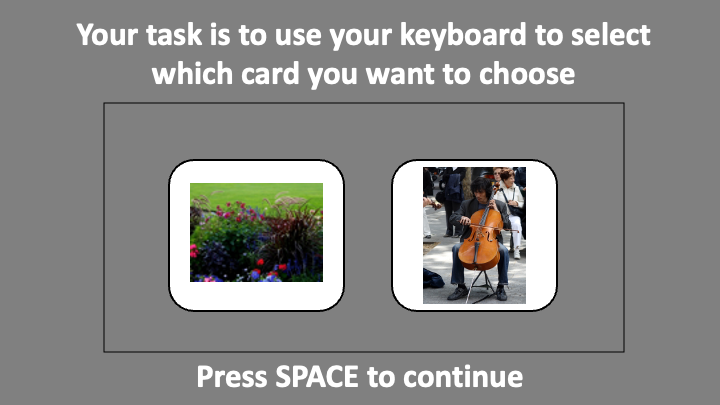 Your task is to use your keyboard to select
which card you want to choose
Press SPACE to continue